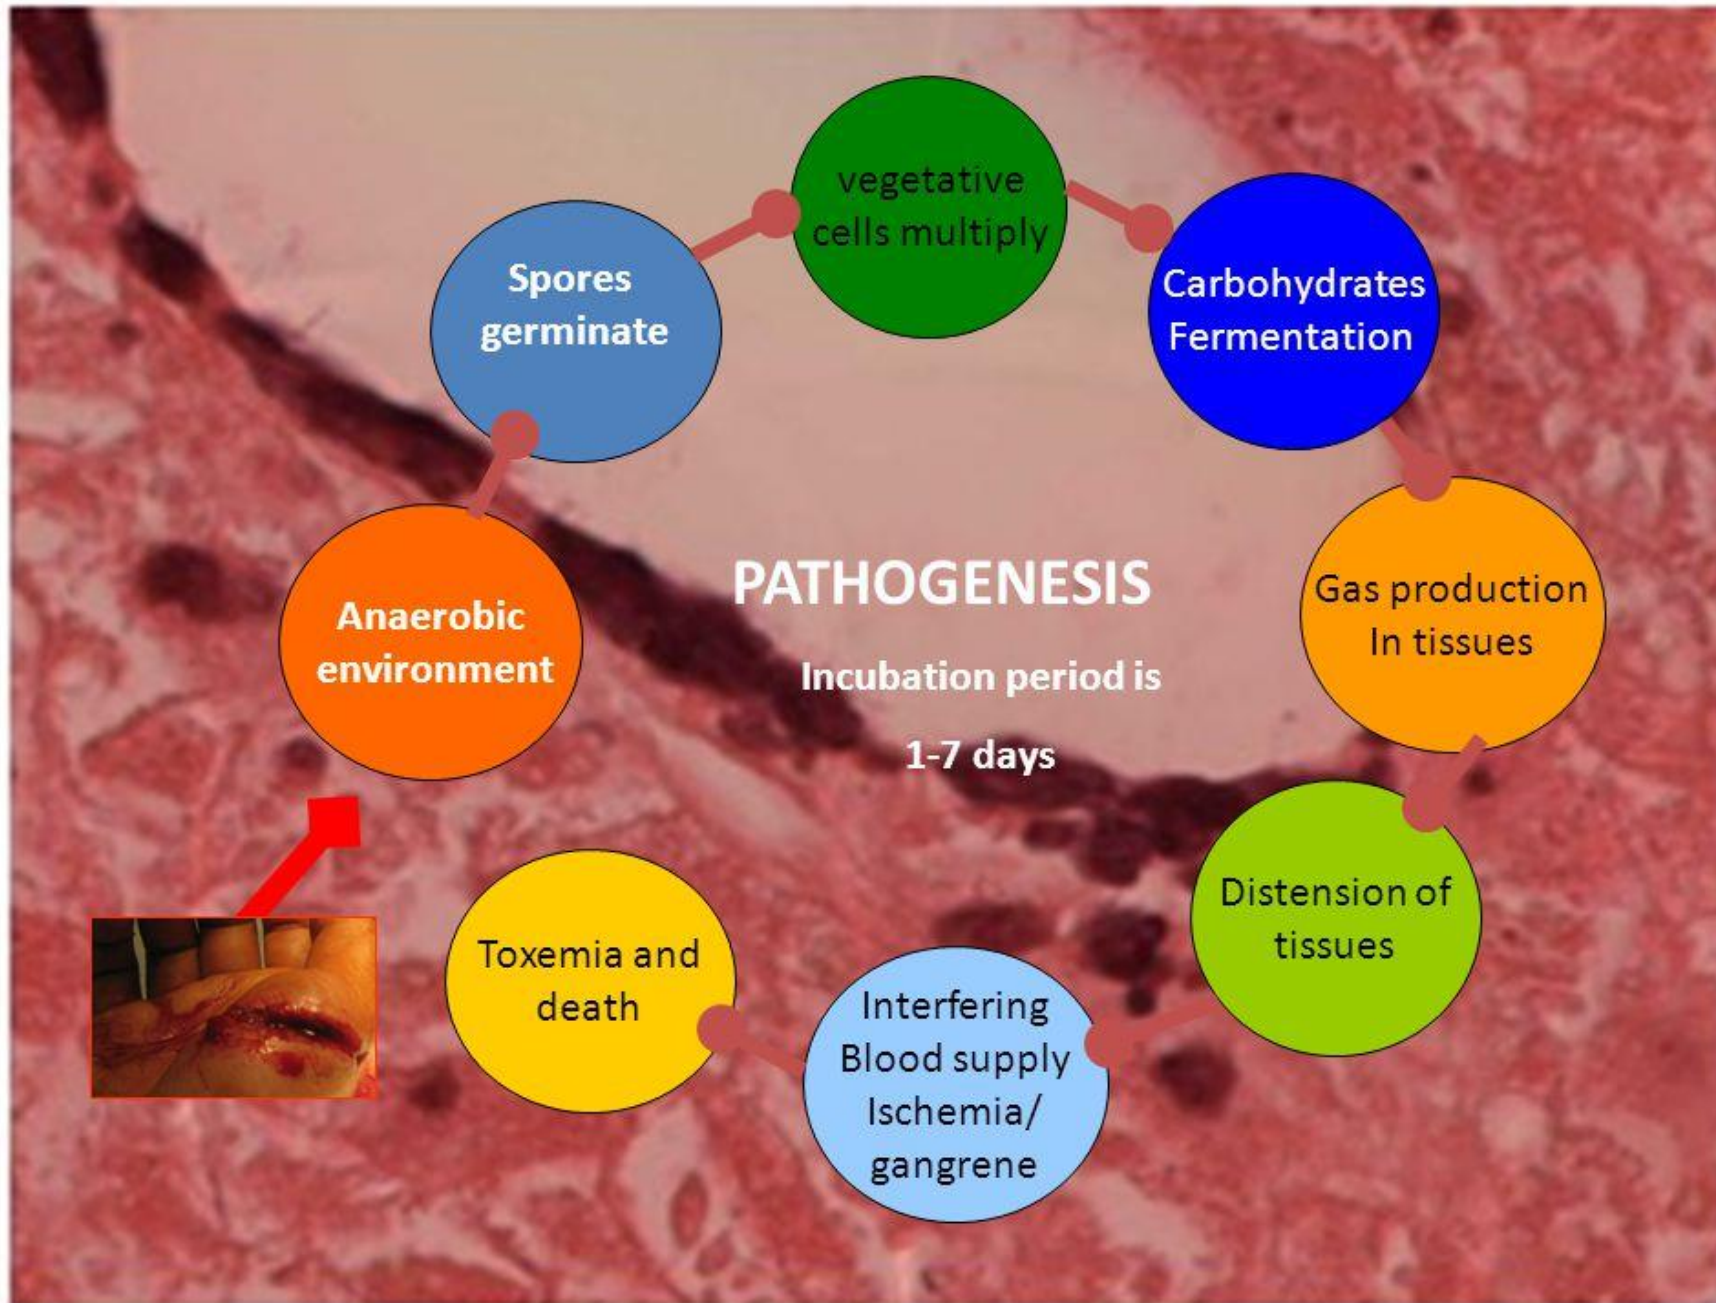 PATHOGENESIS
Incubation period is
1-7 days
Anaerobic
environment
Spores
germinate
vegetative
cells multiply
Carbohydrates
Fermentation
Gas production
In tissues
Distension of
tissues
Interfering
Blood supply
Ischemia/
gangrene
Toxemia and
death